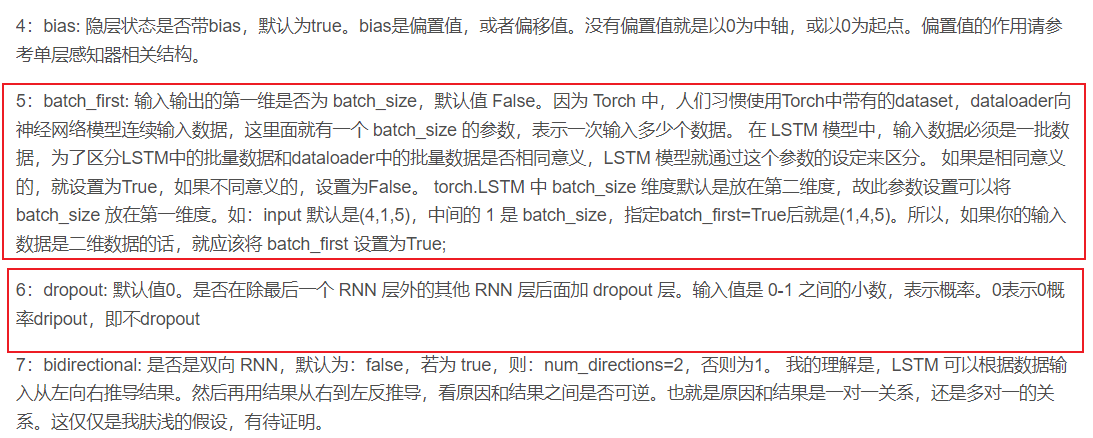 4：bias: 隐层状态是否带bias，默认为true。bias是偏置值，或者偏移值。没有偏置值就是以0为中轴，或以0为起点。偏置值的作用请参
考单层感知器相关结构。
5：batch_first: 输入输出的第一维是否为 batch_size，默认值 False。因为 Torch 中，人们习惯使用Torch中带有的dataset，dataloader向
神经网络模型连续输入数据，这里面就有一个 batch_size 的参数，表示一次输入多少个数据。 在 LSTM 模型中，输入数据必须是一批数
据，为了区分LSTM中的批量数据和dataloader中的批量数据是否相同意义，LSTM 模型就通过这个参数的设定来区分。 如果是相同意义
的，就设置为True，如果不同意义的，设置为False。 torch.LSTM 中 batch_size 维度默认是放在第二维度，故此参数设置可以将
batch_size 放在第一维度。如：input 默认是(4,1,5)，中间的 1 是 batch_size，指定batch_first=True后就是(1,4,5)。所以，如果你的输入
数据是二维数据的话，就应该将 batch_first 设置为True;
6：dropout: 默认值0。是否在除最后一个 RNN 层外的其他 RNN 层后面加 dropout 层。输入值是 0-1 之间的小数，表示概率。0表示0概
率dripout，即不dropout
7：bidirectional: 是否是双向 RNN，默认为：false，若为 true，则：num_directions=2，否则为1。 我的理解是，LSTM 可以根据数据输
入从左向右推导结果。然后再用结果从右到左反推导，看原因和结果之间是否可逆。也就是原因和结果是一对一关系，还是多对一的关
系。这仅仅是我肤浅的假设，有待证明。